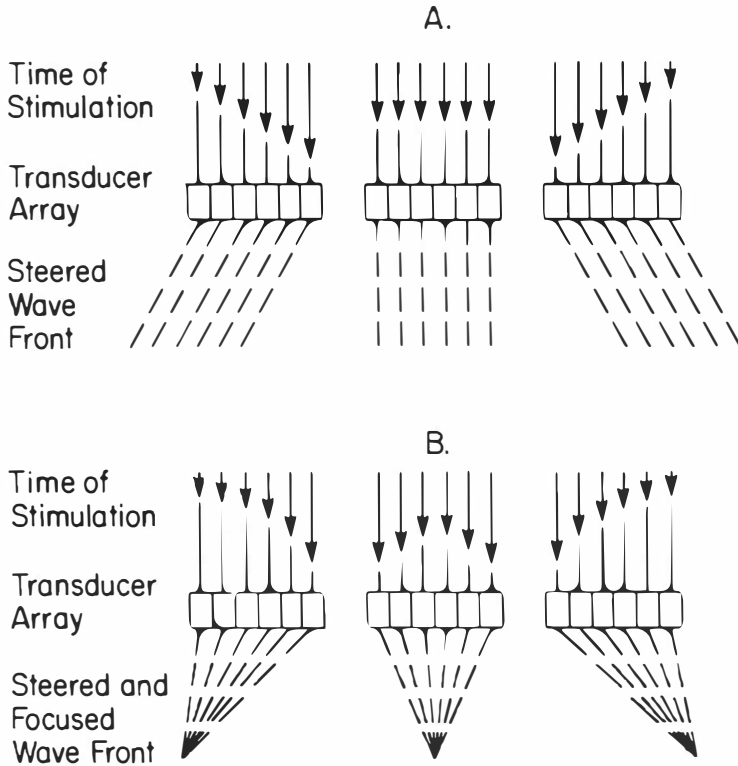 A.
Time of
Stimulation
Transducer
Array
Steered
Wave
Front
B.
Time of
Stimulation
Transducer
Array
Steered and
Focused
Wave Front